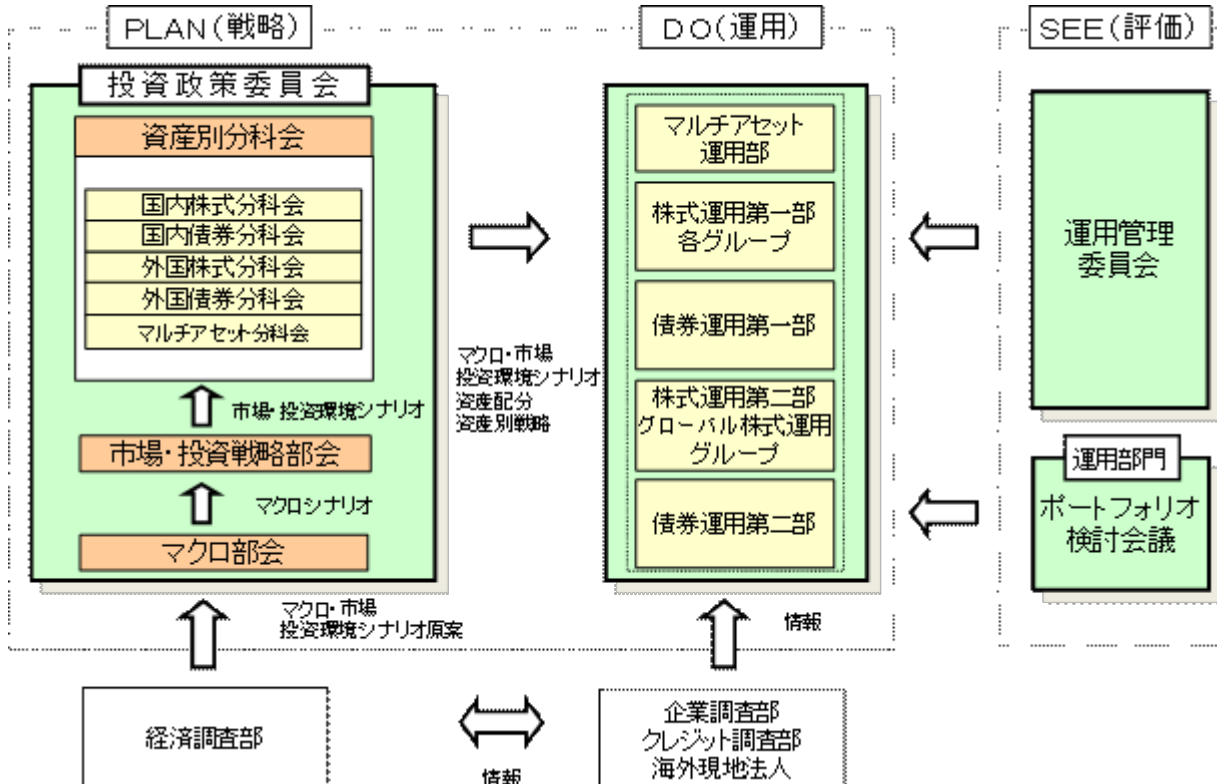 PLAN(戦略)
DO(運用)
SEE(評価)
投資政策委員会
資産別分科会
国内株式分科会
国内債券分科会
外国株式分科会
外国債券分科会
マルチアセット分科会
市場・投資環境シナリオ
市場・投資戦略部会
マクロシナリオ
マクロ部会
マクロ・市場
投資環境シナリオ
資産配分
資産別戦略
マルチアセット
運用部
株式運用第一部
各グループ
債券運用第一部
株式運用第二部
グローバル株式運用
グループ
債券運用第二部
運用管理
委員会
運用部門
ポートフォリオ
検討会議
マクロ・市場
投資環境シナリオ原案
情報
経済調査部
情報
企業調査部
クレジット調査部
海外現地法人